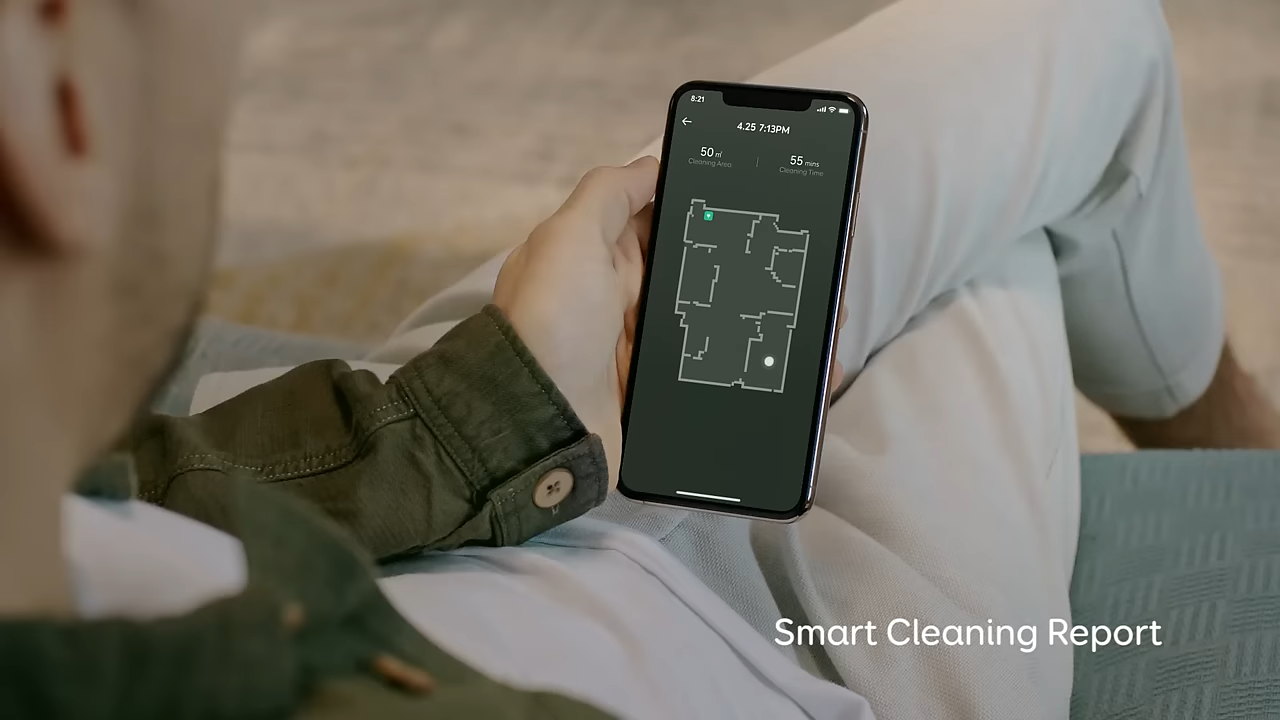 8:21
4.25 7:13PM
50 ㎡
55 mins
Cleaning Area
Cleaning Time
Smart Cleaning Report